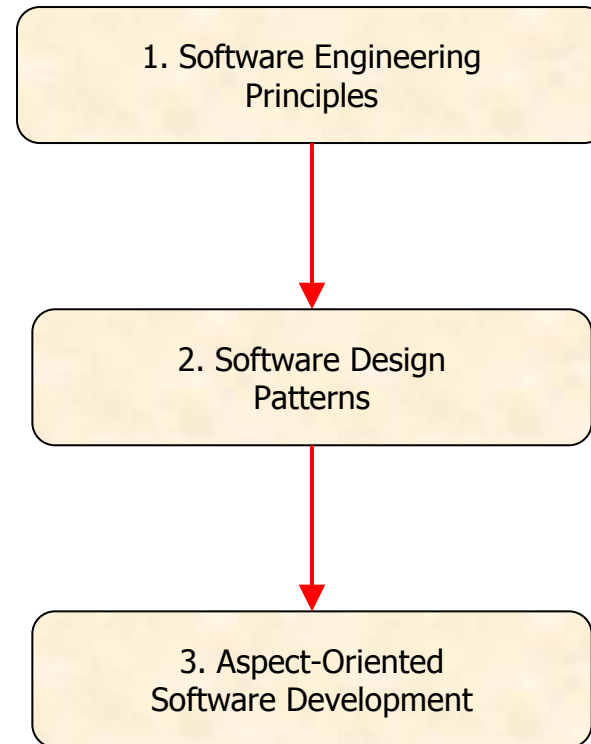 1. Software Engineering
Principles
2. Software Design
Patterns
3. Aspect-Oriented
Software Development